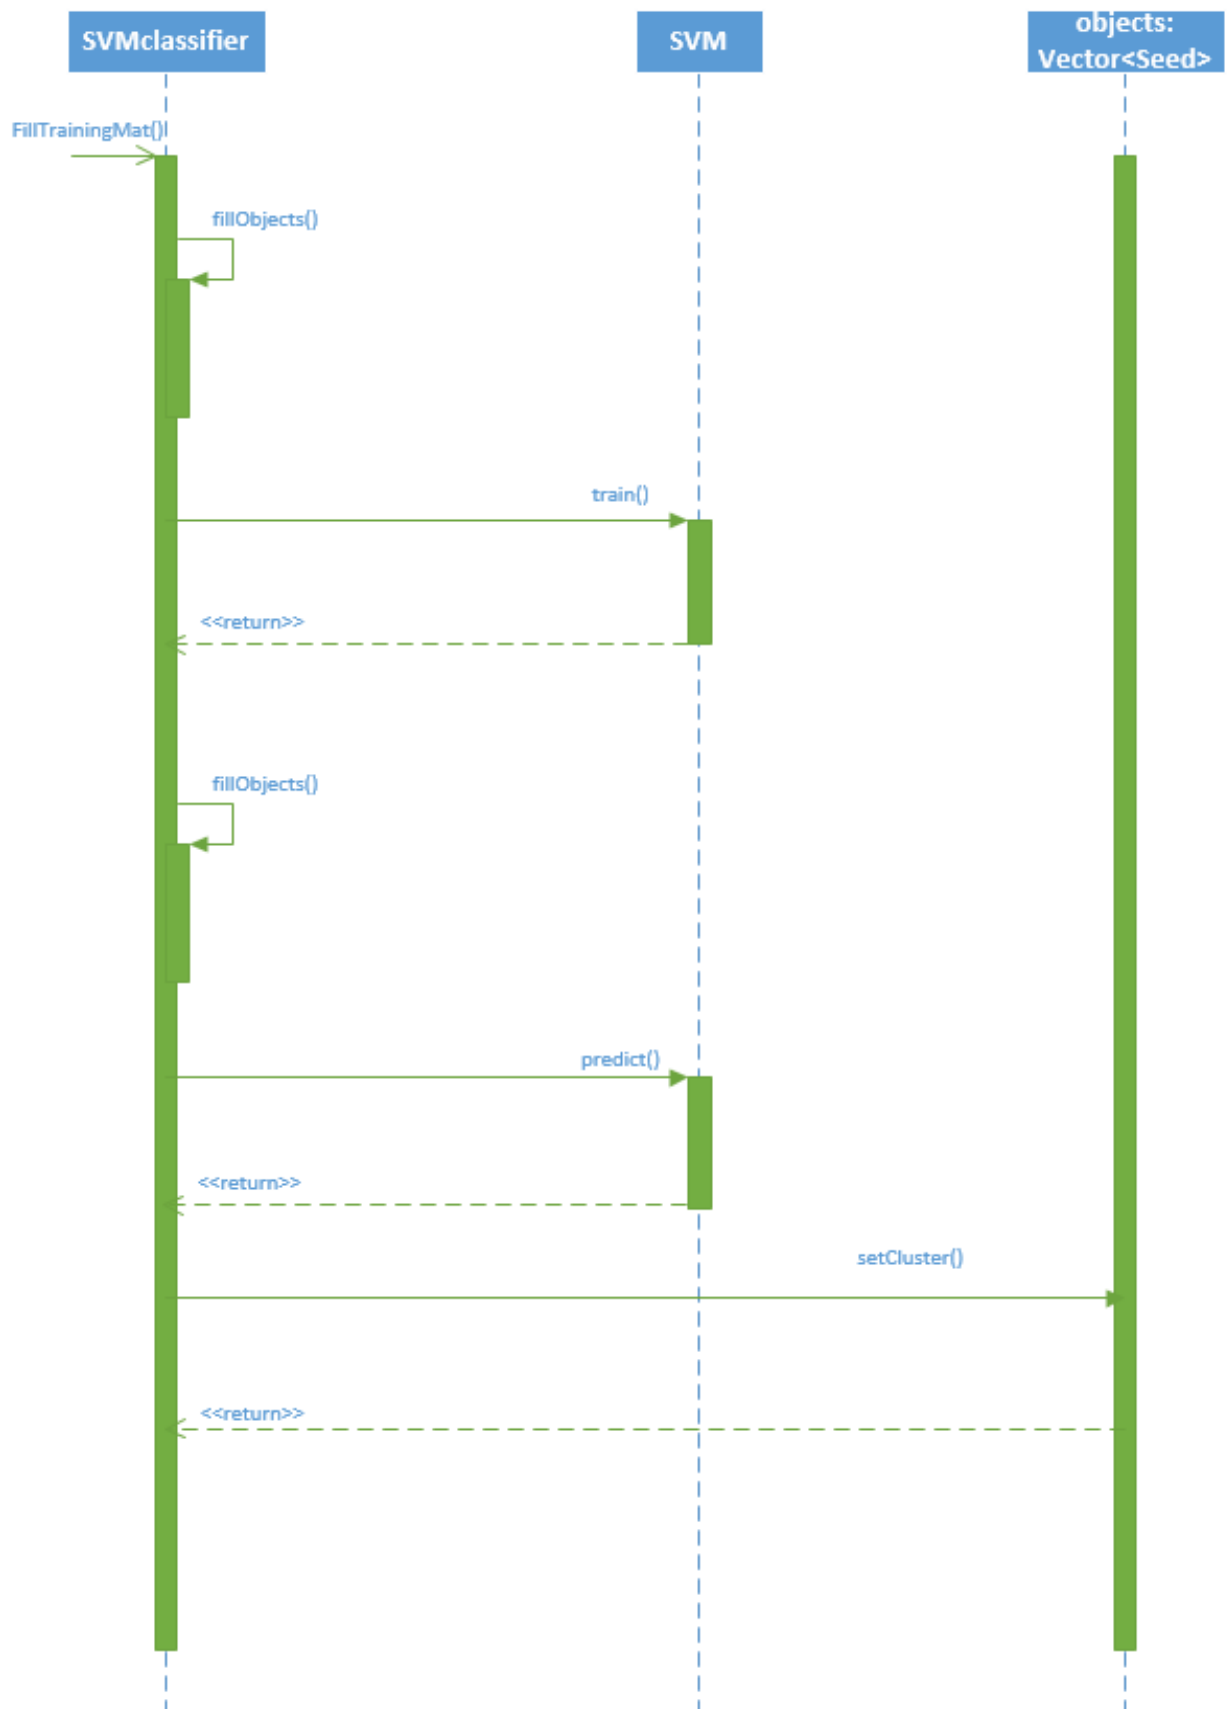 SVMclassifier
SVM
objects:
Vector<Seed>
FillTrainingMat()
fillObjects()
train()
<<return>>
fillObjects()
predict()
<<return>>
setCluster()
<<return>>